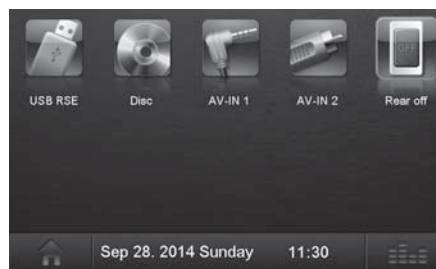 OFF
USB RSE Disc AV-IN 1 AV-IN 2 Rear off
Sep 28. 2014 Sunday 11:30